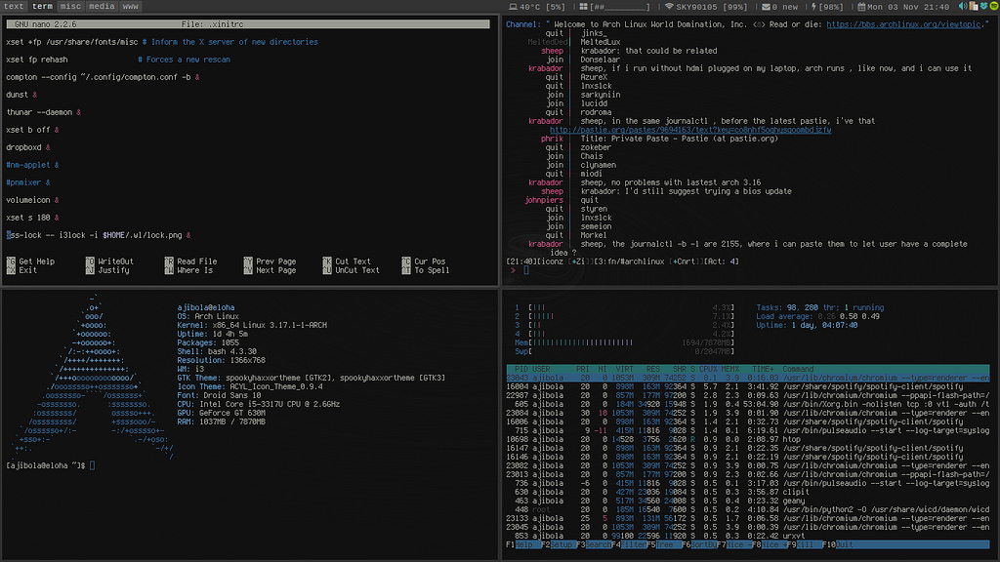 text term misc media www
40°C [5%] [##________] SKY90105 [99%] 0 new [98%] Mon 03 Nov 21:40
GNU nano 2.2.6 File: .xinitrc
xset +fp /usr/share/fonts/misc # Inform the X server of new directories
xset fp rehash # Forces a new rescan
compton --config ~/.config/compton.conf -b &
dunst &
thunar --daemon &
xset b off &
dropboxd &
#nm-applet &
#pnmixer &
volumeicon &
xset s 180 &
xss-lock -- i3lock -i $HOME/.wl/lock.png &
^G Get Help ^O WriteOut ^R Read File ^Y Prev Page ^K Cut Text ^C Cur Pos
^X Exit ^J Justify ^W Where Is ^V Next Page ^U UnCut Text ^T To Spell
Channel: " Welcome to Arch Linux World Domination, Inc. <> Read or die: https://bbs.archlinux.org/viewtopic."
quit jinks_
MeltedDed MeltedLux
sheep krabador: that could be related
join Donselaar
krabador sheep, if i run without hdmi plugged on my laptop, arch runs , like now, and i can use it
quit AzureX
quit lnxslck
join sarkyniin
join lucidd
quit rodroma
krabador sheep, in the same journalctl , before the latest pastie, i've that
http://pastie.org/pastes/9694163/text?key=co8nhf5oghusqoombdjzfw
phrik Title: Private Paste - Pastie (at pastie.org)
quit zokeber
join Chais
join clynamen
quit miodi
krabador sheep, no problems with lastest arch 3.16
sheep krabador: I'd still suggest trying a bios update
johnpiers quit
quit styren
join lnxslck
join semeion
quit Morkel
krabador sheep, the journalctl -b -1 are 2155, where i can paste them to let user have a complete
idea ?
[21:40][iconz [+Zi]][3:fn/#archlinux [+Cnrt]][Act: 4]
>
ajibola@eloha
OS: Arch Linux
Kernel: x86_64 Linux 3.17.1-1-ARCH
Uptime: 1d 4h 5m
Packages: 1055
Shell: bash 4.3.30
Resolution: 1366x768
WM: i3
GTK Theme: spookyhaxxortheme [GTK2], spookyhaxxortheme [GTK3]
Icon Theme: ACYL_Icon_Theme_0.9.4
Font: Droid Sans 10
CPU: Intel Core i5-3317U CPU @ 2.6GHz
GPU: GeForce GT 630M
RAM: 1037MB / 7870MB
[ajibola@eloha ~]$
1 [||| 4.3%] Tasks: 98, 280 thr; 1 running
2 [||||| 7.1%] Load average: 0.26 0.50 0.49
3 [|| 2.4%] Uptime: 1 day, 04:07:40
4 [||| 4.2%]
Mem[ 1694/7870MB]
Swp[ 0/2047MB]
PID USER PRI NI VIRT RES SHR S CPU% MEM% TIME+ Command
23843 ajibola 20 0 1053M 309M 74252 S 8.1 3.9 0:16.03 /usr/lib/chromium/chromium --type=renderer --en
16004 ajibola 20 0 898M 163M 92364 S 5.7 2.1 3:41.92 /usr/share/spotify/spotify-client/spotify
22987 ajibola 20 0 857M 177M 97200 S 2.8 2.3 0:09.63 /usr/lib/chromium/chromium --ppapi-flash-path=/
605 ajibola 20 0 184M 34920 15948 S 1.9 0.4 53:04.90 /usr/bin/Xorg.bin -nolisten tcp :0 vt1 -auth /t
23084 ajibola 30 10 1053M 309M 74252 S 1.9 3.9 0:01.90 /usr/lib/chromium/chromium --type=renderer --en
16006 ajibola 20 0 898M 163M 92364 S 1.4 2.1 0:32.73 /usr/share/spotify/spotify-client/spotify
715 ajibola 9 -11 415M 11816 9028 S 1.4 0.1 6:19.61 /usr/bin/pulseaudio --start --log-target=syslog
10698 ajibola 20 0 14528 3756 2620 R 0.9 0.0 2:08.97 htop
16147 ajibola 20 0 898M 163M 92364 S 0.9 2.1 0:22.35 /usr/share/spotify/spotify-client/spotify
16146 ajibola 20 0 898M 163M 92364 S 0.9 2.1 0:22.19 /usr/share/spotify/spotify-client/spotify
23082 ajibola 20 0 1053M 309M 74252 S 0.9 3.9 0:00.75 /usr/lib/chromium/chromium --type=renderer --en
23013 ajibola 20 0 857M 177M 97200 S 0.9 2.3 0:02.66 /usr/lib/chromium/chromium --ppapi-flash-path=/
736 ajibola -6 0 415M 11816 9028 S 0.5 0.1 3:17.03 /usr/bin/pulseaudio --start --log-target=syslog
630 ajibola 20 0 427M 23036 19084 S 0.5 0.3 3:56.87 clipit
463 ajibola 20 0 517M 34560 24008 S 0.5 0.4 0:23.32 geany
448 root 20 0 185M 16540 7600 S 0.5 0.2 4:10.84 /usr/bin/python2 -O /usr/share/wicd/daemon/wicd
23133 ajibola 25 5 893M 131M 56172 S 0.5 1.7 0:06.58 /usr/lib/chromium/chromium --type=renderer --en
23045 ajibola 20 0 1053M 309M 74252 S 0.5 3.9 0:00.39 /usr/lib/chromium/chromium --type=renderer --en
853 ajibola 20 0 99100 22596 11920 S 0.5 0.3 0:22.42 urxvt
F1Help F2Setup F3Search F4Filter F5Tree F6SortBy F7Nice - F8Nice + F9Kill F10Quit